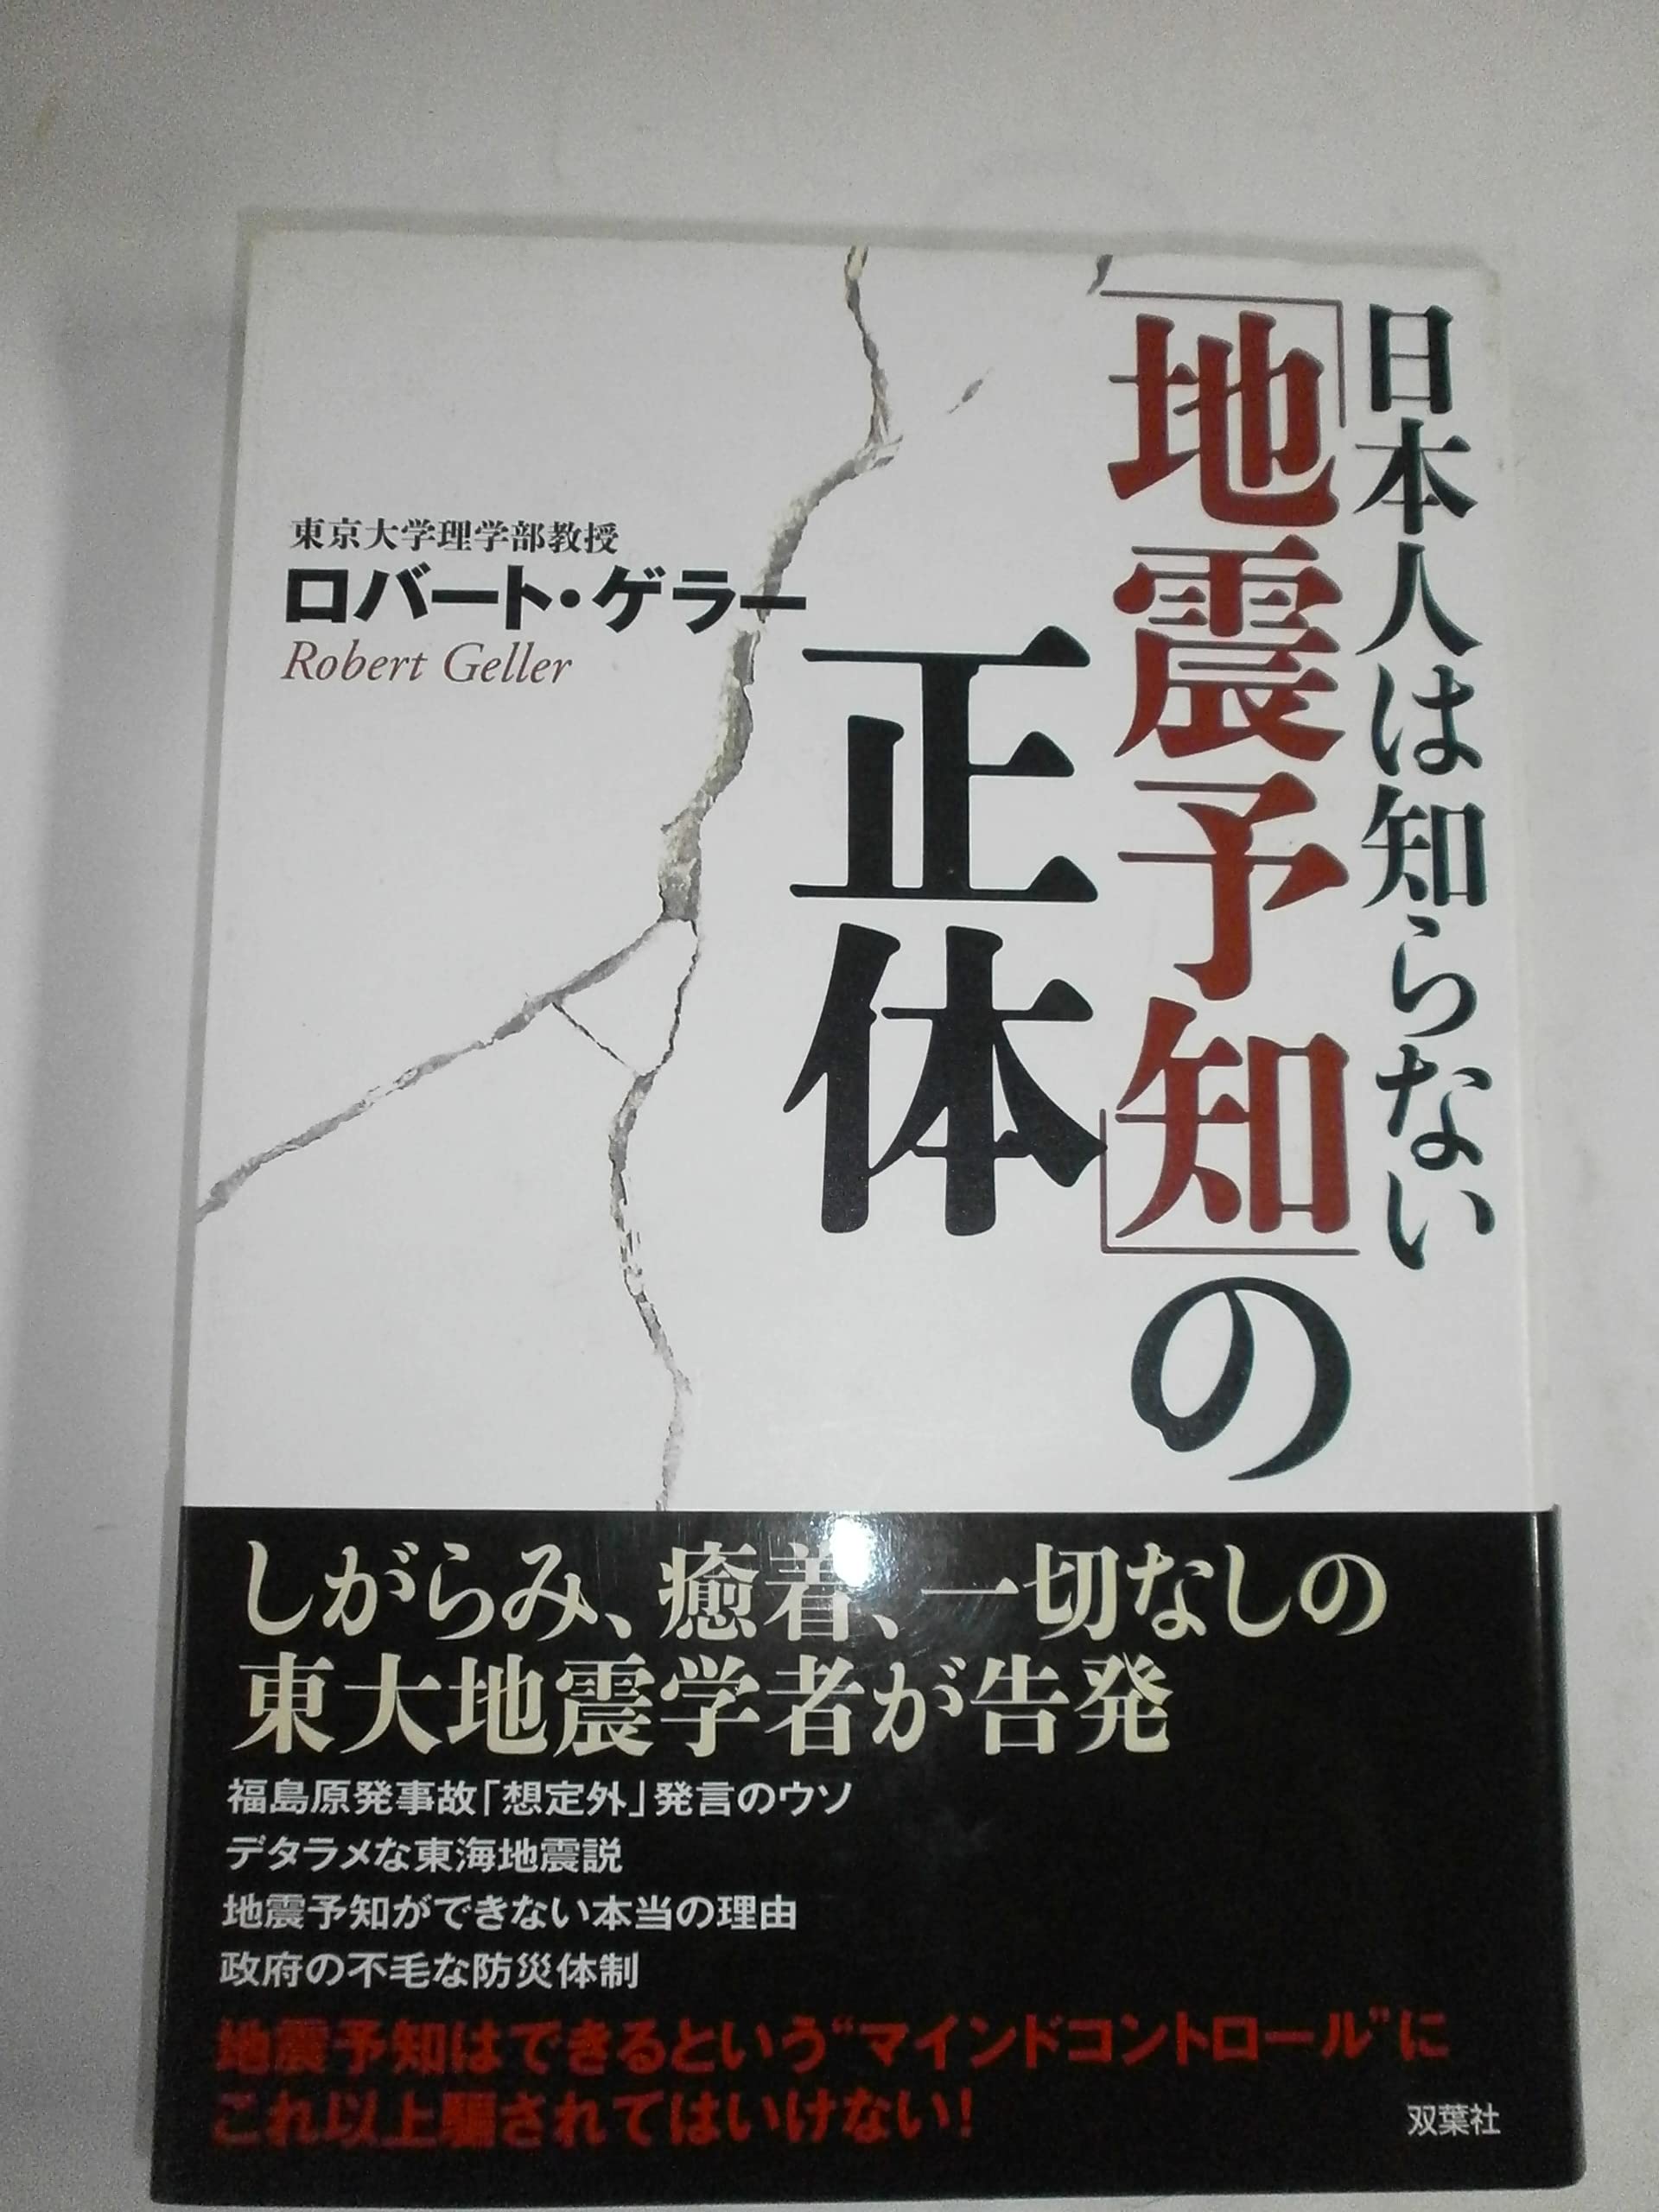 日本人は知らない
「地震予知」の
正体
東京大学理学部教授
ロバート・ゲラー
Robert Geller
しがらみ、癒着、一切なしの
東大地震学者が告発
福島原発事故「想定外」発言のウソ
デタラメな東海地震説
地震予知ができない本当の理由
政府の不毛な防災体制
地震予知はできるという“マインドコントロール”に
これ以上騙されてはいけない!
双葉社